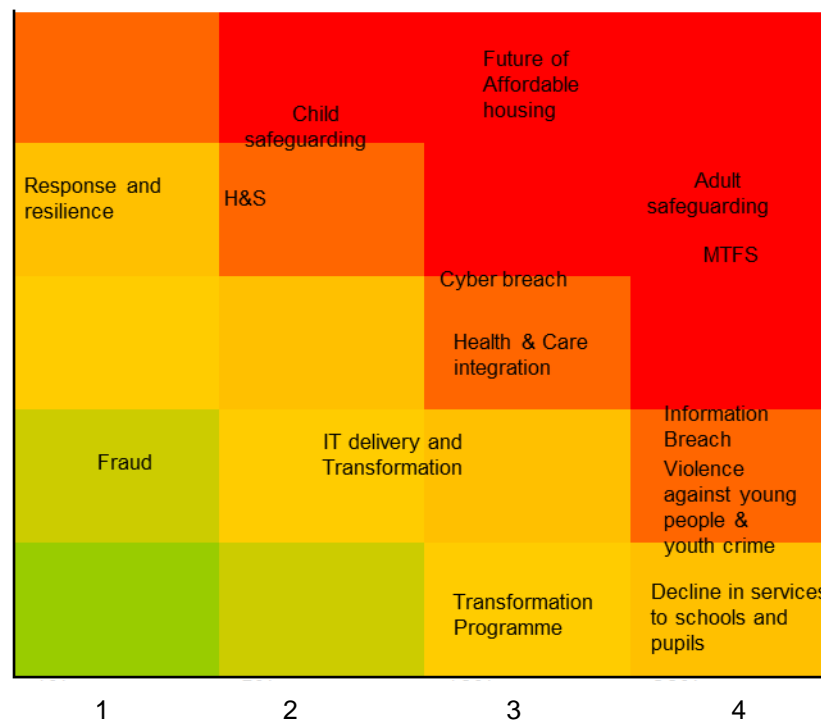 Future of
Affordable
housing
Child
safeguarding
Response and
resilience
H&S
Adult
safeguarding
MTFS
Cyber breach
Health & Care
integration
Information
Breach
Fraud
IT delivery and
Transformation
Violence
against young
people &
youth crime
Transformation
Programme
Decline in services
to schools and
pupils
1 2 3 4